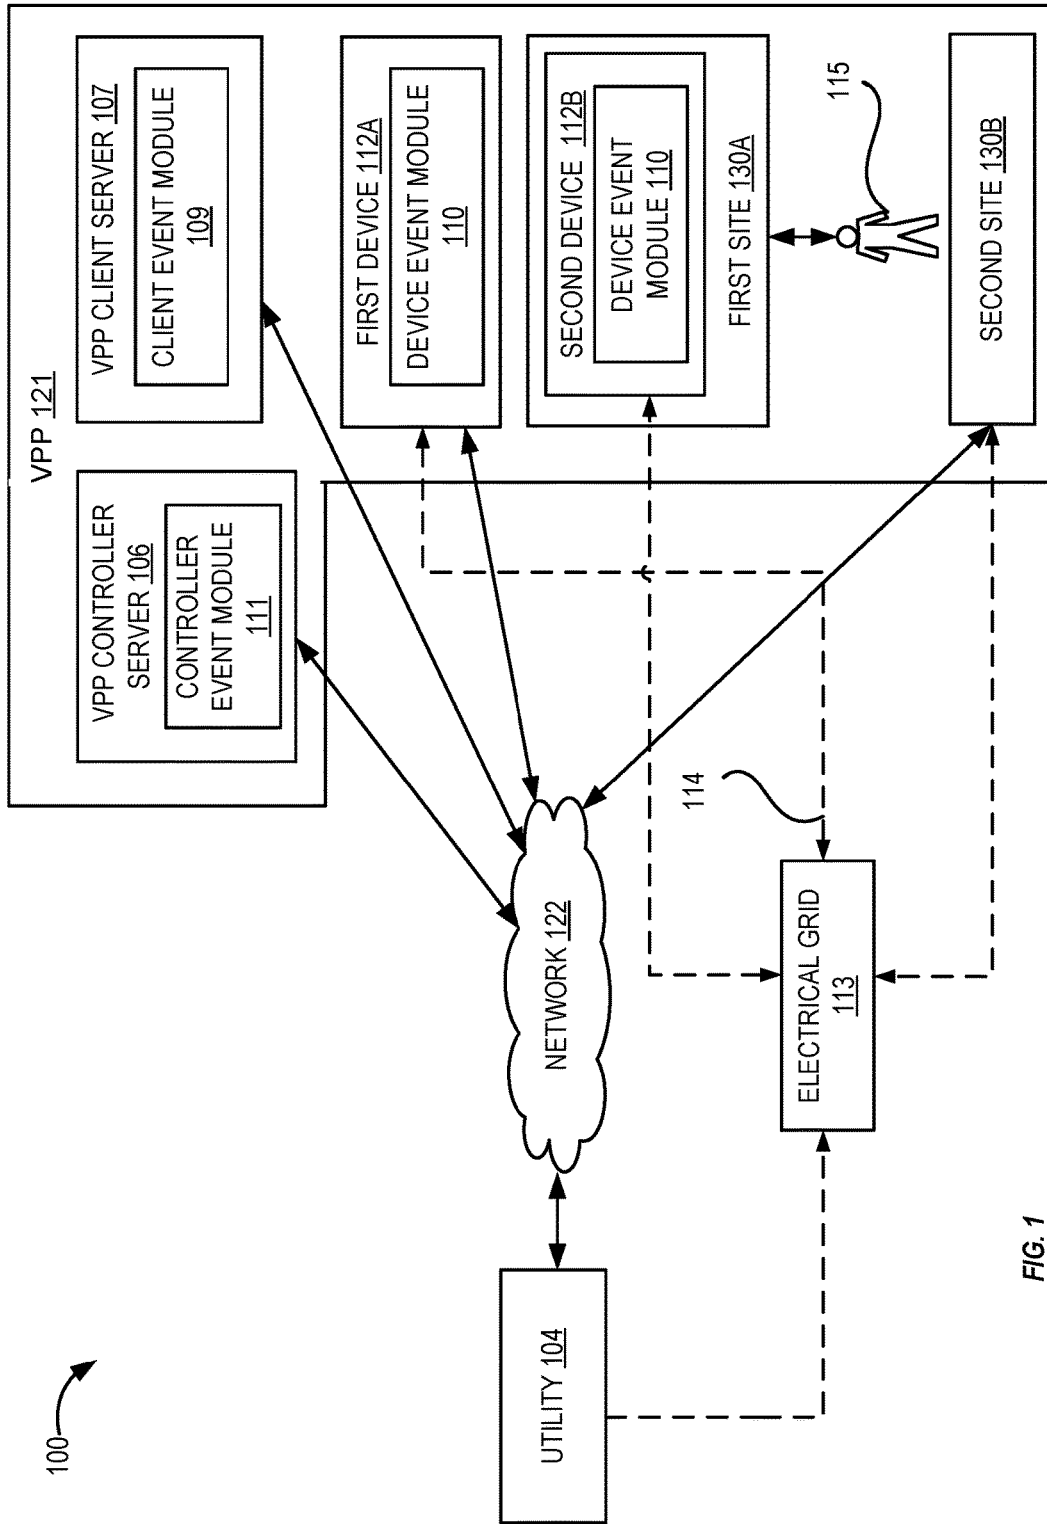 100
VPP 121
VPP CONTROLLER
SERVER 106
CONTROLLER
EVENT MODULE
111
VPP CLIENT SERVER 107
CLIENT EVENT MODULE
109
FIRST DEVICE 112A
DEVICE EVENT MODULE
110
SECOND DEVICE 112B
DEVICE EVENT
MODULE 110
FIRST SITE 130A
115
SECOND SITE 130B
UTILITY 104
NETWORK 122
114
ELECTRICAL GRID
113
FIG. 1